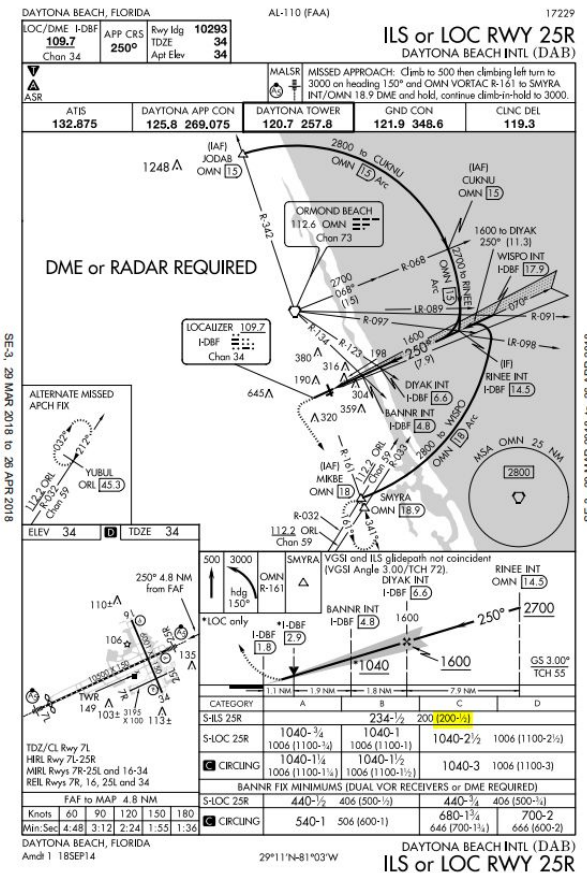 DAYTONA BEACH, FLORIDA AL-110 (FAA) 17229
LOC/DME I-DBF
109.7
Chan 34
APP CRS
250°
Rwy ldg 10293
TDZE 34
Apt Elev 34
ILS or LOC RWY 25R
DAYTONA BEACH INTL (DAB)
T
A
ASR
MALSR
A5
MISSED APPROACH: Climb to 500 then climbing left turn to
3000 on heading 150° and OMN VORTAC R-161 to SMYRA
INT/OMN 18.9 DME and hold, continue climb-in-hold to 3000.
ATIS
132.875
DAYTONA APP CON
125.8 269.075
DAYTONA TOWER
120.7 257.8
GND CON
121.9 348.6
CLNC DEL
119.3
1248
(IAF)
JODAB
OMN 15
2800 to CUKNU
OMN 15 Arc
(IAF)
CUKNU
OMN 15
R-342
ORMOND BEACH
112.6 OMN
Chan 73
1600 to DIYAK
250° (11.3)
WISPO INT
I-DBF 17.9
DME or RADAR REQUIRED
2700 to RINEE
OMN 15 Arc
R-068
2700
068°
(15)
LR-089
R-097
070°
R-091
LR-098
LOCALIZER 109.7
I-DBF
Chan 34
R-134
R-123
1600
250°
(7.9)
198
380
316
190
304
359
645
320
(IF)
RINEE INT
I-DBF 14.5
DIYAK INT
I-DBF 6.6
BANNR INT
I-DBF 4.8
2800 to WISPO
OMN 18 Arc
ALTERNATE MISSED
APCH FIX
032°
212°
YUBUL
ORL 45.3
112.2 ORL
R-032
Chan 59
R-161
(IAF)
MIKBE
OMN 18
112.2 ORL
Chan 59
R-033
SMYRA
OMN 18.9
R-032
112.2 ORL
Chan 59
161°
341°
MSA OMN 25 NM
2800
SE-3, 29 MAR 2018 to 26 APR 2018
ELEV 34 D TDZE 34
250° 4.8 NM
from FAF
110±
106
135
16
10500 X 150
TWR
149
103±
3195
X 100
7R
113±
34
25L
7L
TDZ/CL Rwy 7L
HIRL Rwy 7L-25R
MIRL Rwys 7R-25L and 16-34
REIL Rwys 7R, 16, 25L and 34
FAF to MAP 4.8 NM
Knots 60 90 120 150 180
Min:Sec 4:48 3:12 2:24 1:55 1:36
500
3000
hdg
150°
OMN
R-161
SMYRA
VGSI and ILS glidepath not coincident
(VGSI Angle 3.00/TCH 72).
DIYAK INT
I-DBF 6.6
RINEE INT
OMN 14.5
BANNR INT
I-DBF 4.8
*LOC only
*I-DBF
2.9
I-DBF
1.8
1600
250°
2700
*1040
1600
GS 3.00°
TCH 55
1.1 NM 1.9 NM 1.8 NM 7.9 NM
CATEGORY A B C D
S-ILS 25R 234-½ 200 (200-½)
S-LOC 25R 1040-¾ 1006 (1100-¾) 1040-1 1006 (1100-1) 1040-2½ 1006 (1100-2½)
C CIRCLING 1040-1¼ 1006 (1100-1¼) 1040-1½ 1006 (1100-1½) 1040-3 1006 (1100-3)
BANNR FIX MINIMUMS (DUAL VOR RECEIVERS or DME REQUIRED)
S-LOC 25R 440-½ 406 (500-½) 440-¾ 406 (500-¾)
C CIRCLING 540-1 506 (600-1) 680-1¾ 646 (700-1¾) 700-2 666 (600-2)
DAYTONA BEACH, FLORIDA
Amdt 1 18SEP14
29°11'N-81°03'W
DAYTONA BEACH INTL (DAB)
ILS or LOC RWY 25R